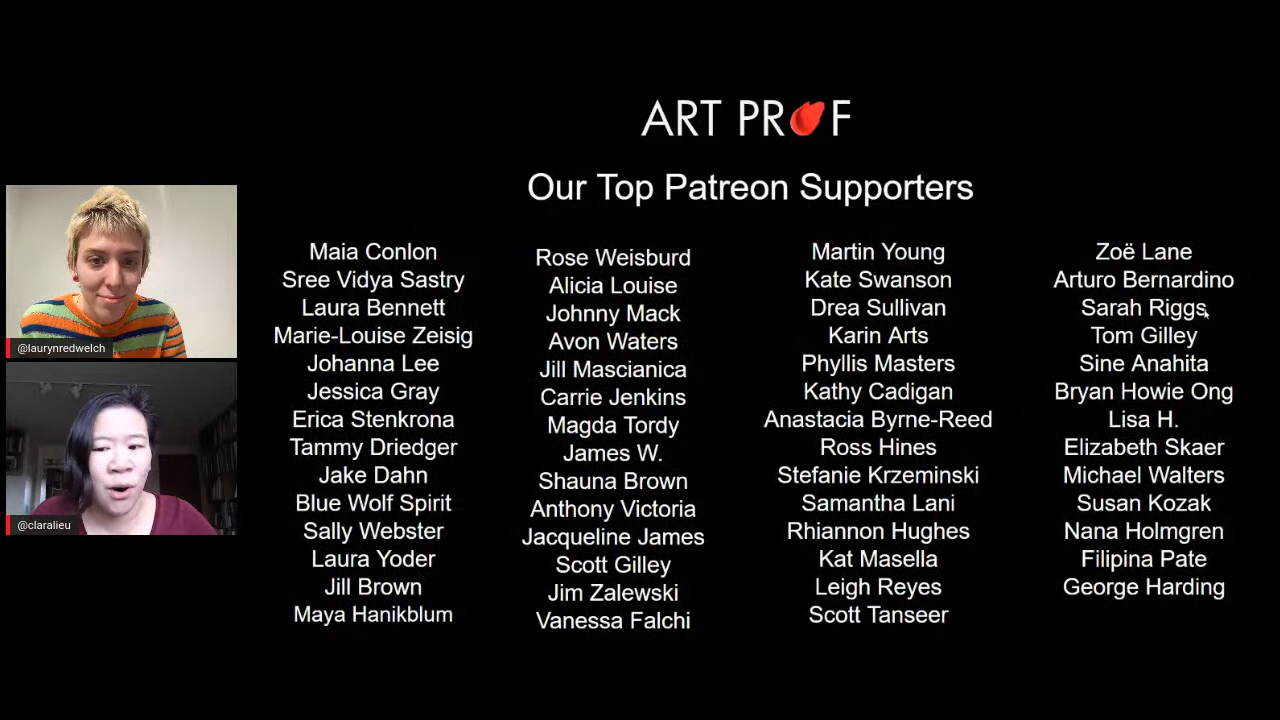 ART PROOF
Our Top Patreon Supporters
@laurynredwelch
@claralieu
Maia Conlon
Sree Vidya Sastry
Laura Bennett
Marie-Louise Zeisig
Johanna Lee
Jessica Gray
Erica Stenkrona
Tammy Driedger
Jake Dahn
Blue Wolf Spirit
Sally Webster
Laura Yoder
Jill Brown
Maya Hanikblum
Rose Weisburd
Alicia Louise
Johnny Mack
Avon Waters
Jill Mascianica
Carrie Jenkins
Magda Tordy
James W.
Shauna Brown
Anthony Victoria
Jacqueline James
Scott Gilley
Jim Zalewski
Vanessa Falchi
Martin Young
Kate Swanson
Drea Sullivan
Karin Arts
Phyllis Masters
Kathy Cadigan
Anastacia Byrne-Reed
Ross Hines
Stefanie Krzeminski
Samantha Lani
Rhiannon Hughes
Kat Masella
Leigh Reyes
Scott Tanseer
Zoë Lane
Arturo Bernardino
Sarah Riggs
Tom Gilley
Sine Anahita
Bryan Howie Ong
Lisa H.
Elizabeth Skaer
Michael Walters
Susan Kozak
Nana Holmgren
Filipina Pate
George Harding